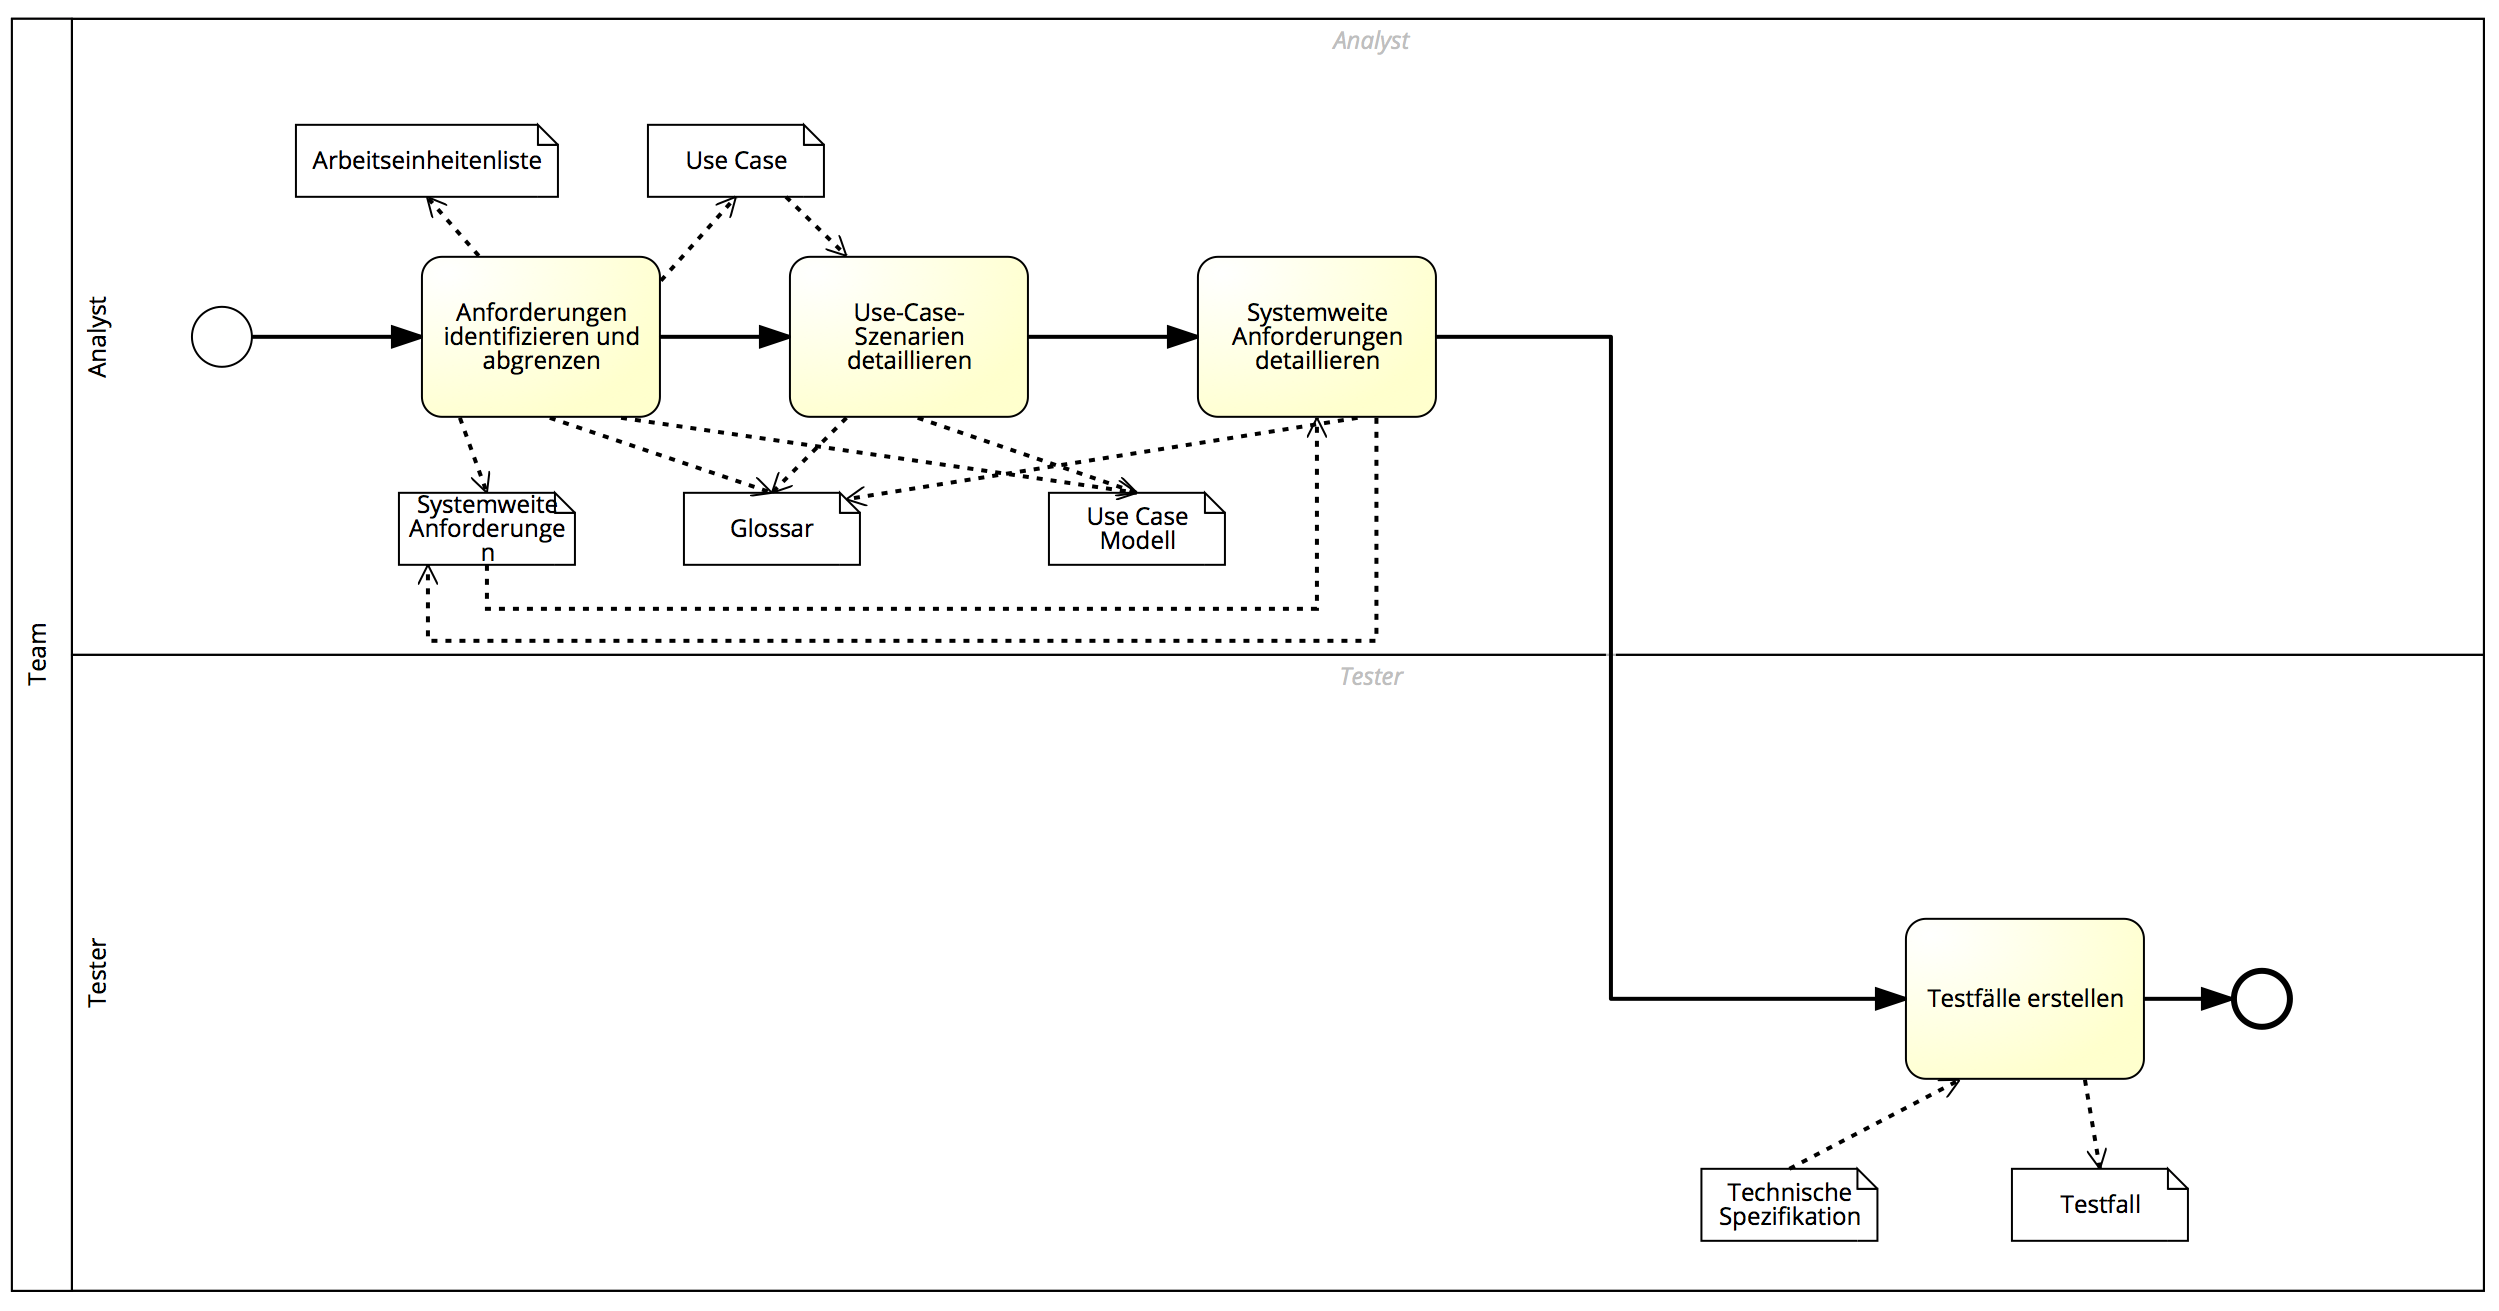 Analyst
Arbeitseinheitenliste
Use Case
Anforderungen
identifizieren und
abgrenzen
Use-Case-
Szenarien
detaillieren
Systemweite
Anforderungen
detaillieren
Analyst
Systemweite
Anforderunge
n
Glossar
Use Case
Modell
Team
Tester
Tester
Testfälle erstellen
Technische
Spezifikation
Testfall